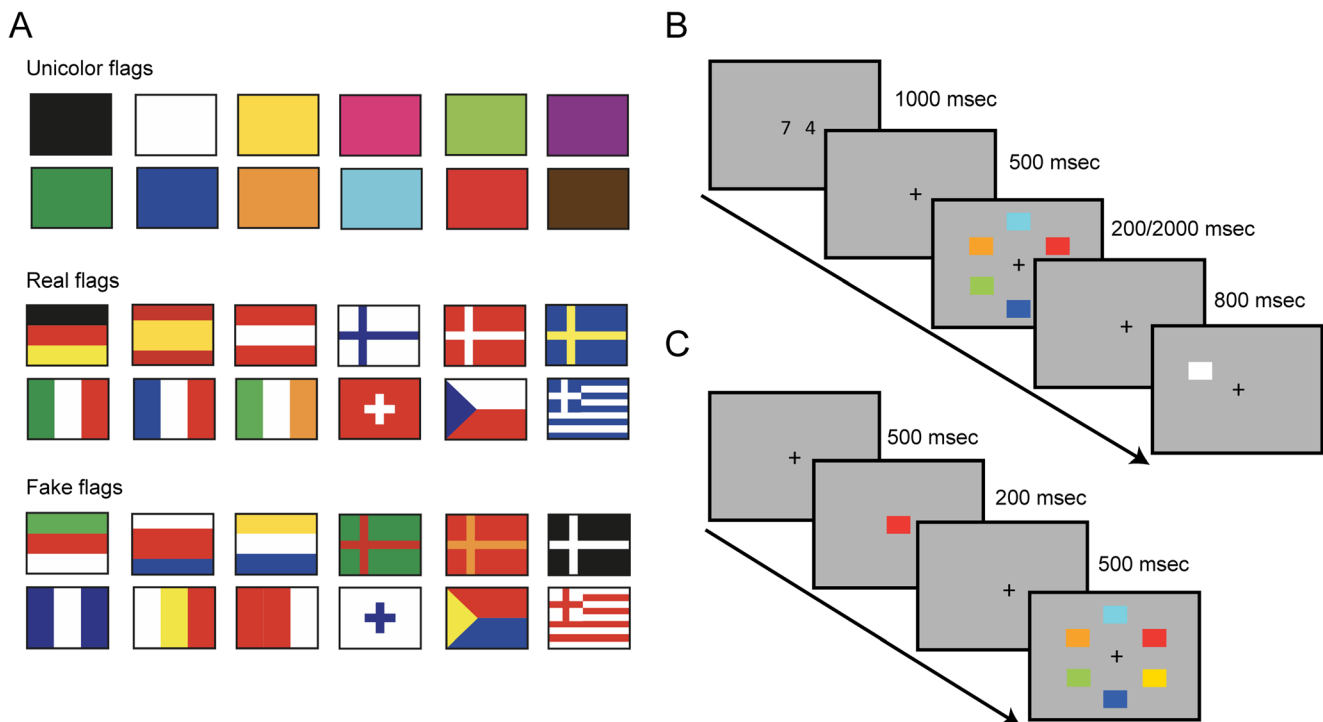 A
Unicolor flags
Real flags
Fake flags
B
7 4
1000 msec
+
500 msec
+
200/2000 msec
+
800 msec
+
C
+
500 msec
200 msec
+
500 msec
+